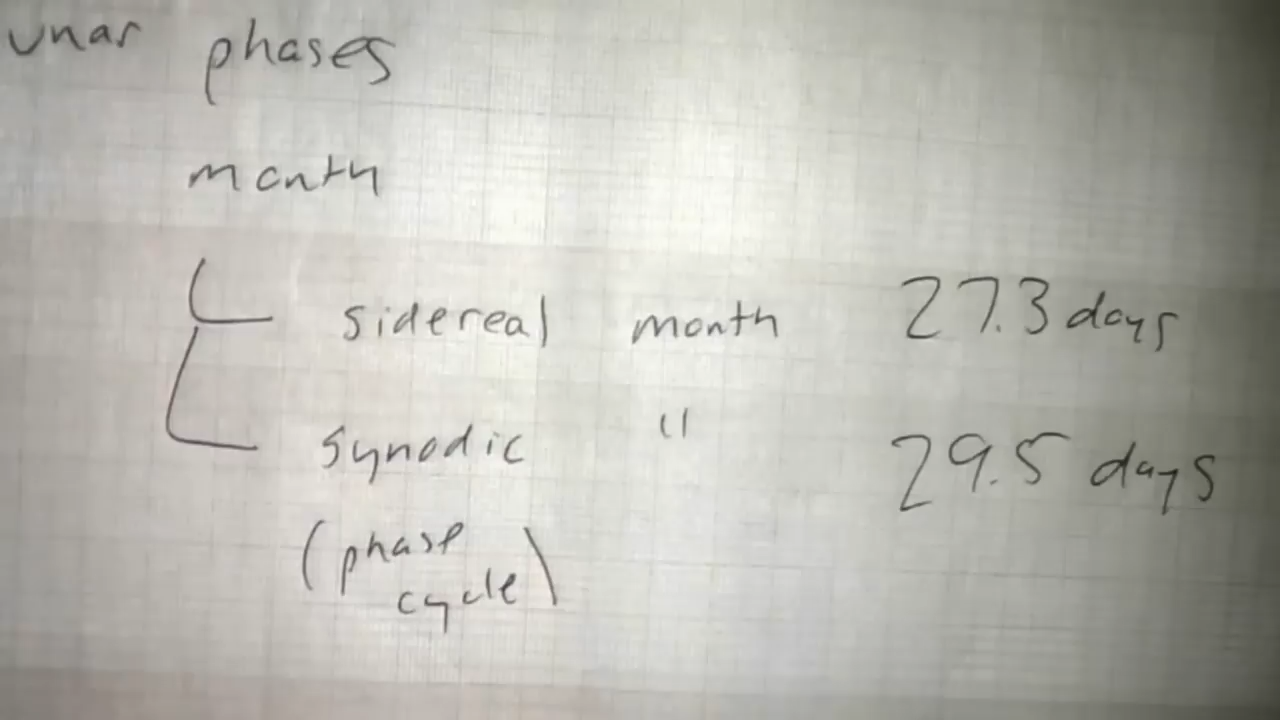 unar phases
month
sidereal month 27.3 days
synodic " 29.5 days
(phase
cycle)